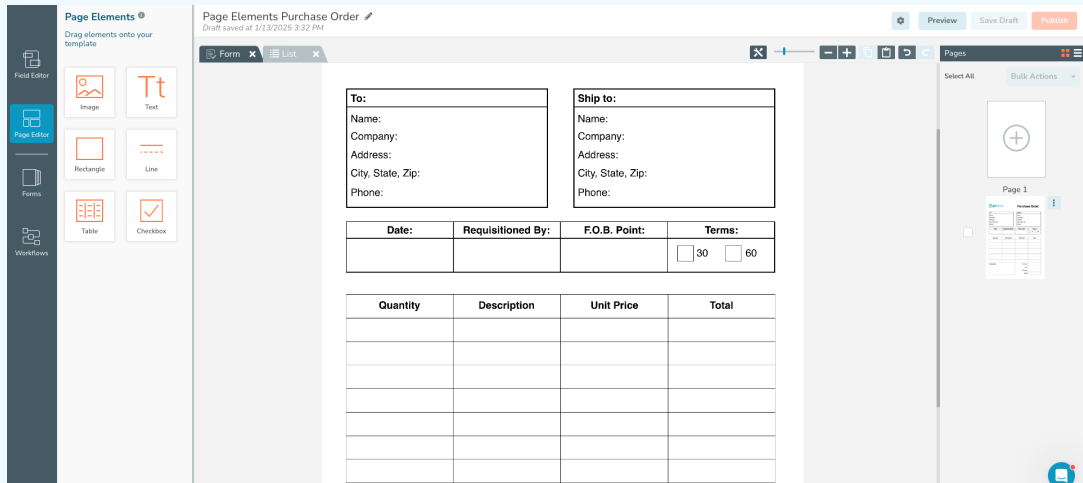 Page Elements
Drag elements onto your
template
Page Elements Purchase Order
Draft saved at 1/13/2025 3:32 PM
Preview
Save Draft
Publish
Field Editor
Page Editor
Forms
Workflows
Image
Text
Rectangle
Line
Table
Checkbox
Form
List
Pages
Select All
Bulk Actions
Page 1
Purchase Order
To:
Name:
Company:
Address:
City, State, Zip:
Phone:
Ship to:
Name:
Company:
Address:
City, State, Zip:
Phone:
Date: Requisitioned By: F.O.B. Point: Terms:
30 60
Quantity Description Unit Price Total